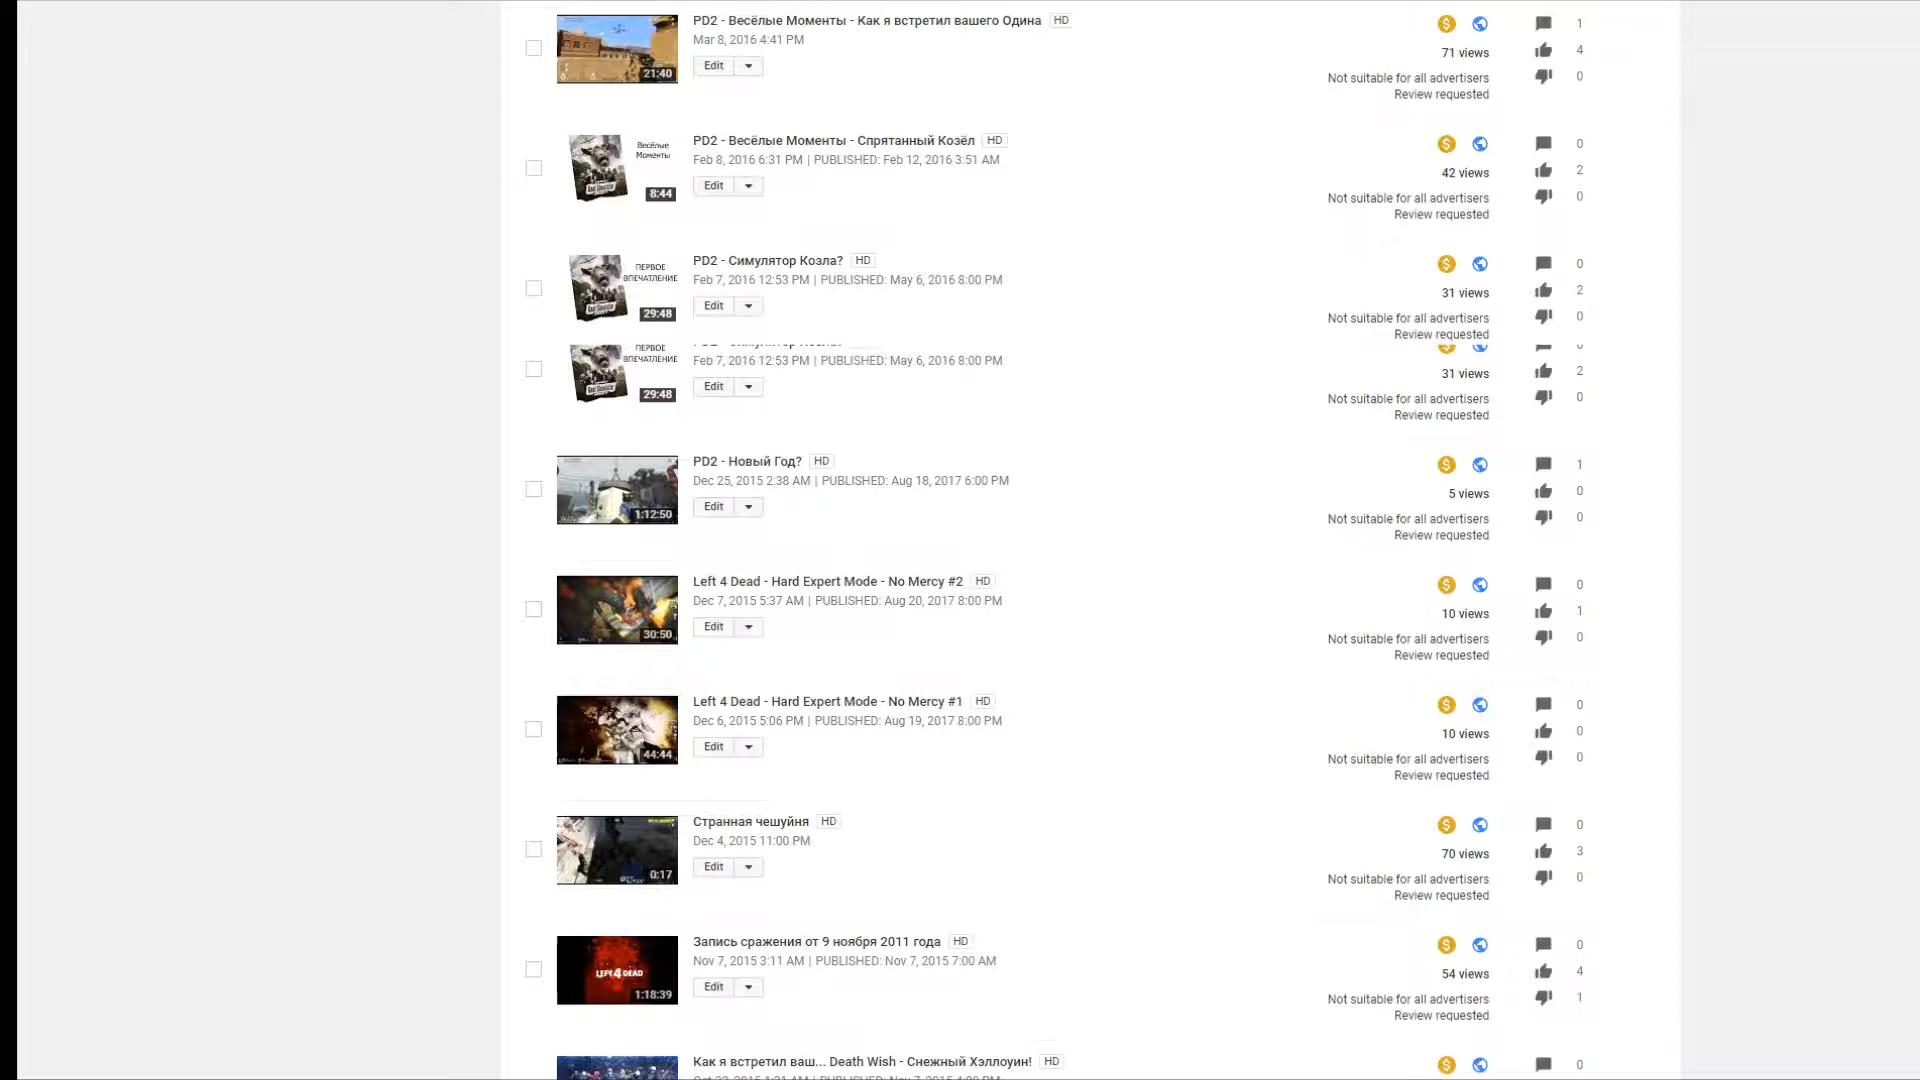 PD2 - Весёлые Моменты - Как я встретил вашего Одина HD
1
Mar 8, 2016 4:41 PM
71 views
4
Edit
21:40
Not suitable for all advertisers
0
Review requested
PD2 - Весёлые Моменты - Спрятанный Козёл HD
0
Весёлые
Моменты
Feb 8, 2016 6:31 PM | PUBLISHED: Feb 12, 2016 3:51 AM
42 views
2
Edit
8:44
Not suitable for all advertisers
0
Review requested
PD2 - Симулятор Козла? HD
0
ПЕРВОЕ
ВПЕЧАТЛЕНИЕ
Feb 7, 2016 12:53 PM | PUBLISHED: May 6, 2016 8:00 PM
31 views
2
Edit
29:48
Not suitable for all advertisers
0
Review requested
ПЕРВОЕ
ВПЕЧАТЛЕНИЕ
Feb 7, 2016 12:53 PM | PUBLISHED: May 6, 2016 8:00 PM
31 views
2
Edit
29:48
Not suitable for all advertisers
0
Review requested
PD2 - Новый Год? HD
1
Dec 25, 2015 2:38 AM | PUBLISHED: Aug 18, 2017 6:00 PM
5 views
0
Edit
1:12:50
Not suitable for all advertisers
0
Review requested
Left 4 Dead - Hard Expert Mode - No Mercy #2 HD
0
Dec 7, 2015 5:37 AM | PUBLISHED: Aug 20, 2017 8:00 PM
10 views
1
Edit
30:50
Not suitable for all advertisers
0
Review requested
Left 4 Dead - Hard Expert Mode - No Mercy #1 HD
0
Dec 6, 2015 5:06 PM | PUBLISHED: Aug 19, 2017 8:00 PM
10 views
0
Edit
44:44
Not suitable for all advertisers
0
Review requested
Странная чешуйня HD
0
Dec 4, 2015 11:00 PM
70 views
3
Edit
0:17
Not suitable for all advertisers
0
Review requested
Запись сражения от 9 ноября 2011 года HD
0
Nov 7, 2015 3:11 AM | PUBLISHED: Nov 7, 2015 7:00 AM
LEFT 4 DEAD
54 views
4
Edit
1:18:39
Not suitable for all advertisers
1
Review requested
Как я встретил ваш... Death Wish - Снежный Хэллоуин! HD
0